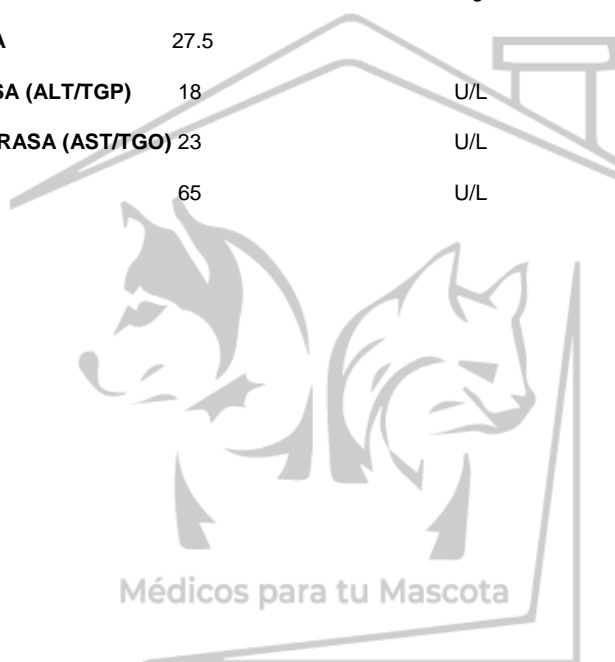 A 27.5
SA (ALT/TGP) 18 U/L
RASA (AST/TGO) 23 U/L
65 U/L
Médicos para tu Mascota